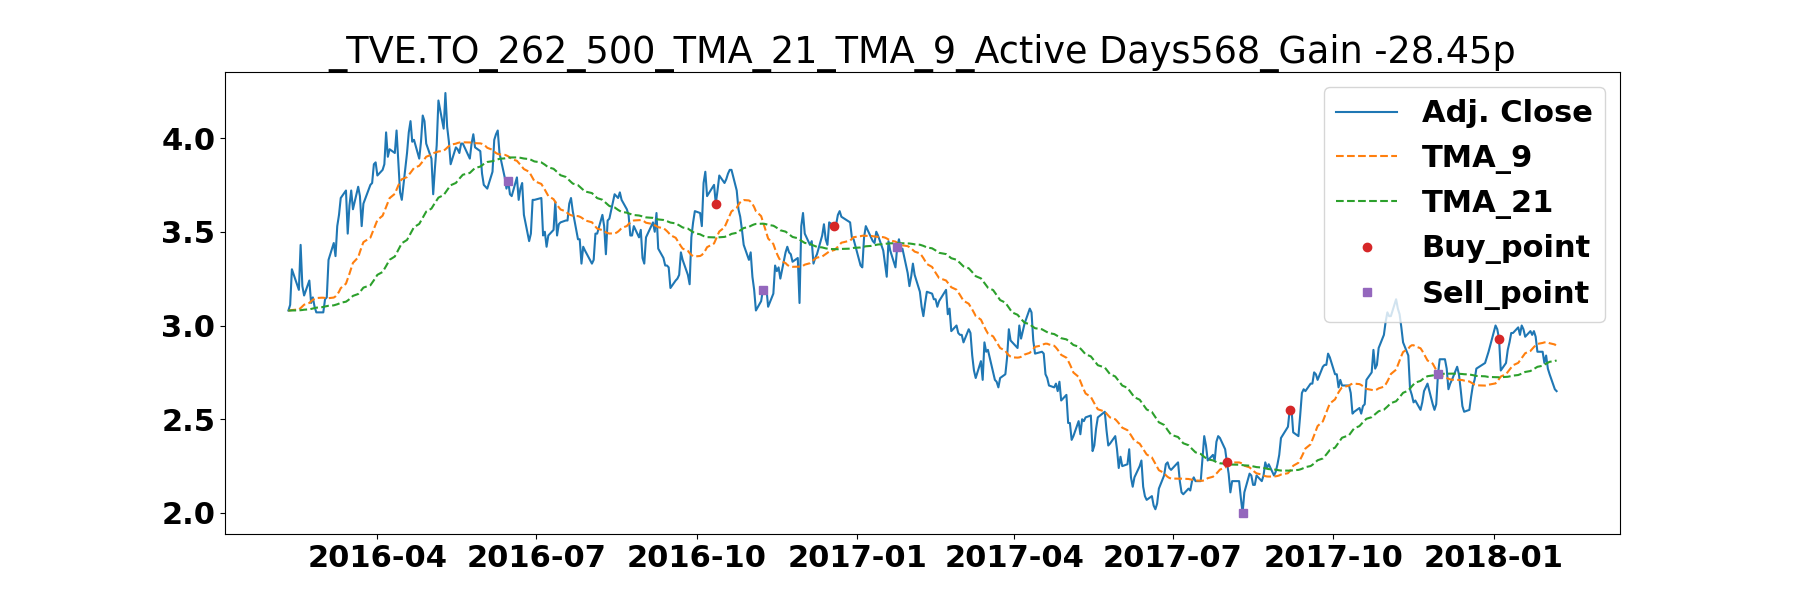 _TVE.TO_262_500_TMA_21_TMA_9_Active Days568_Gain -28.45p
4.0
3.5
3.0
2.5
2.0
Adj. Close
TMA_9
TMA_21
Buy_point
Sell_point
2016-04 2016-07 2016-10 2017-01 2017-04 2017-07 2017-10 2018-01